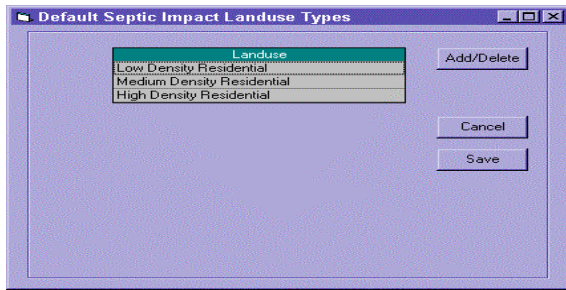 Default Septic Impact Landuse Types
Landuse
Add/Delete
Low Density Residential
Medium Density Residential
High Density Residential
Cancel
Save